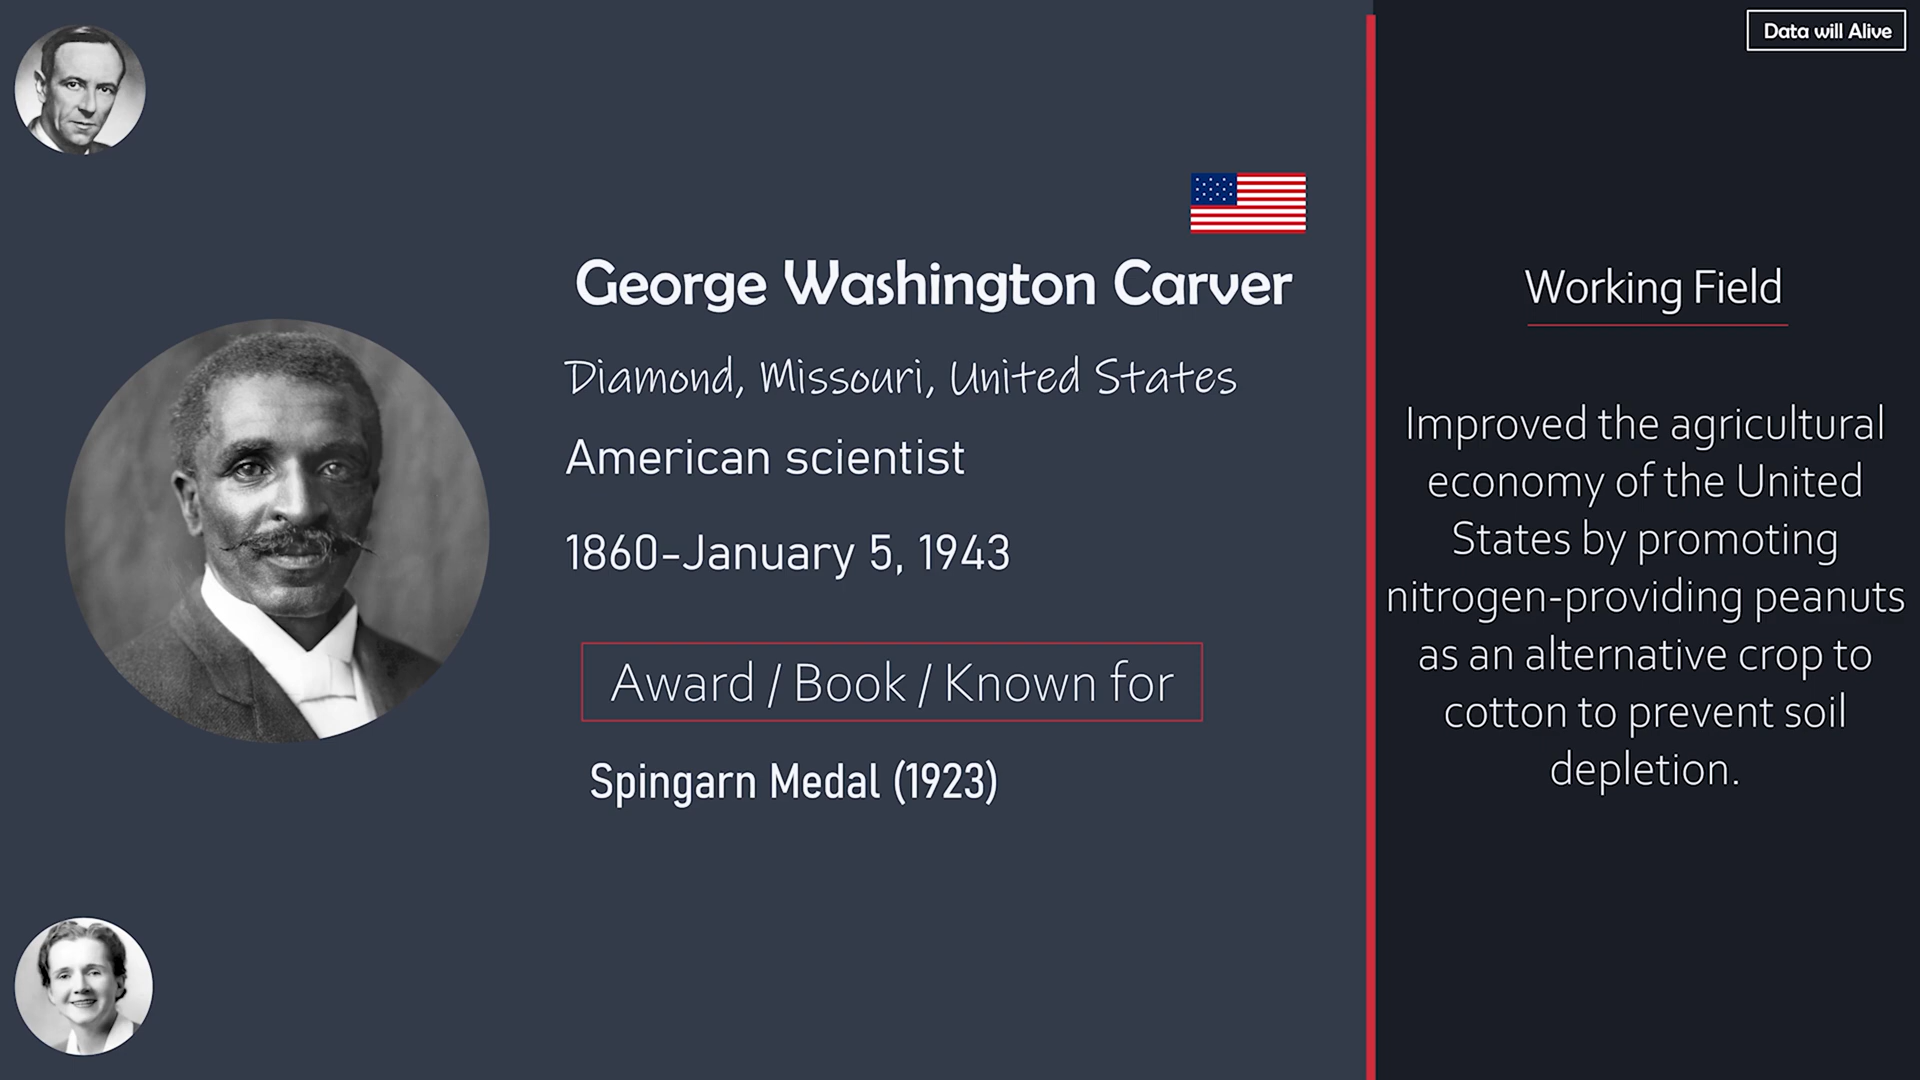 Data will Alive
George Washington Carver
Diamond, Missouri, United States
American scientist
1860-January 5, 1943
Award / Book / Known for
Spingarn Medal (1923)
Working Field
Improved the agricultural
economy of the United
States by promoting
nitrogen-providing peanuts
as an alternative crop to
cotton to prevent soil
depletion.